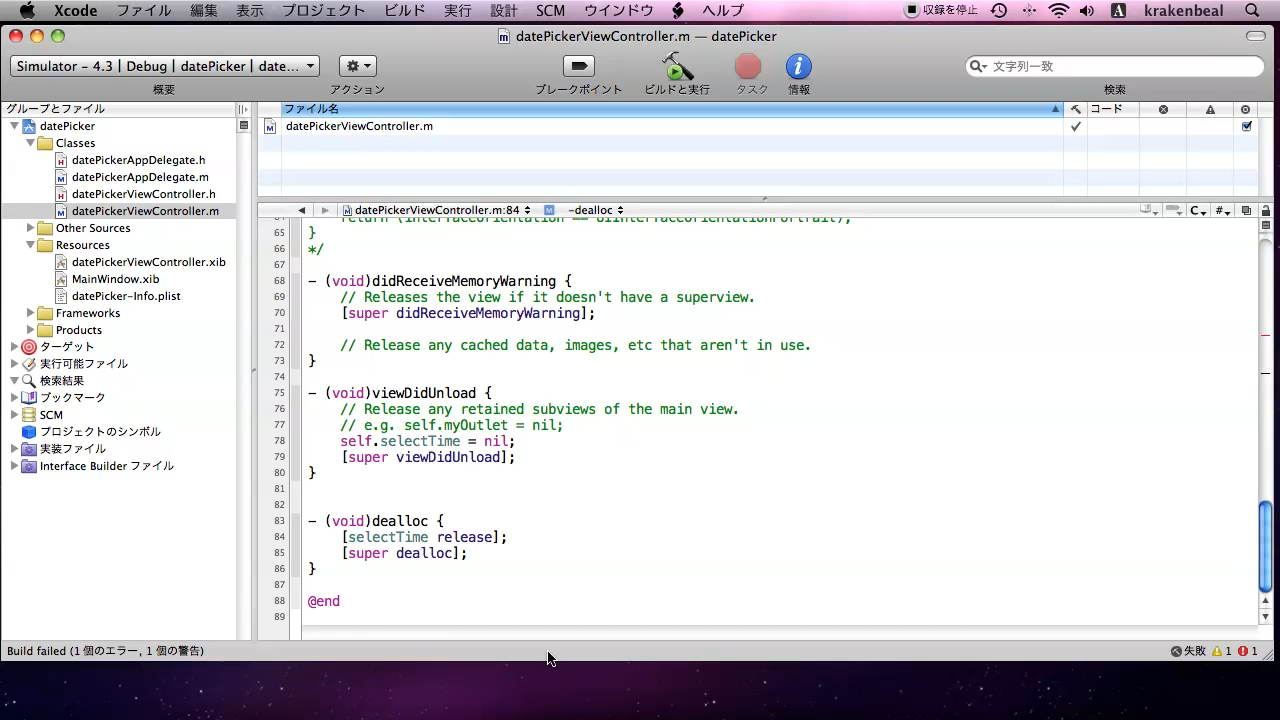 Xcode ファイル 編集 表示 プロジェクト ビルド 実行 設計 SCM ウインドウ ヘルプ 収録を停止 A krakenbeal
datePickerViewController.m — datePicker
Simulator - 4.3 | Debug | datePicker | date...
文字列一致
概要 アクション ブレークポイント ビルドと実行 タスク 情報 検索
グループとファイル
datePicker
Classes
datePickerAppDelegate.h
datePickerAppDelegate.m
datePickerViewController.h
datePickerViewController.m
Other Sources
Resources
datePickerViewController.xib
MainWindow.xib
datePicker-Info.plist
Frameworks
Products
ターゲット
実行可能ファイル
検索結果
ブックマーク
SCM
プロジェクトのシンボル
実装ファイル
Interface Builder ファイル
ファイル名 コード
datePickerViewController.m
datePickerViewController.m:84 -dealloc C #
return (interfaceOrientation == UIInterfaceOrientationPortrait);
65 }
66 */
67
68 - (void)didReceiveMemoryWarning {
69 // Releases the view if it doesn't have a superview.
70 [super didReceiveMemoryWarning];
71
72 // Release any cached data, images, etc that aren't in use.
73 }
74
75 - (void)viewDidUnload {
76 // Release any retained subviews of the main view.
77 // e.g. self.myOutlet = nil;
78 self.selectTime = nil;
79 [super viewDidUnload];
80 }
81
82
83 - (void)dealloc {
84 [selectTime release];
85 [super dealloc];
86 }
87
88 @end
89
Build failed (1 個のエラー, 1 個の警告) 失敗 1 1